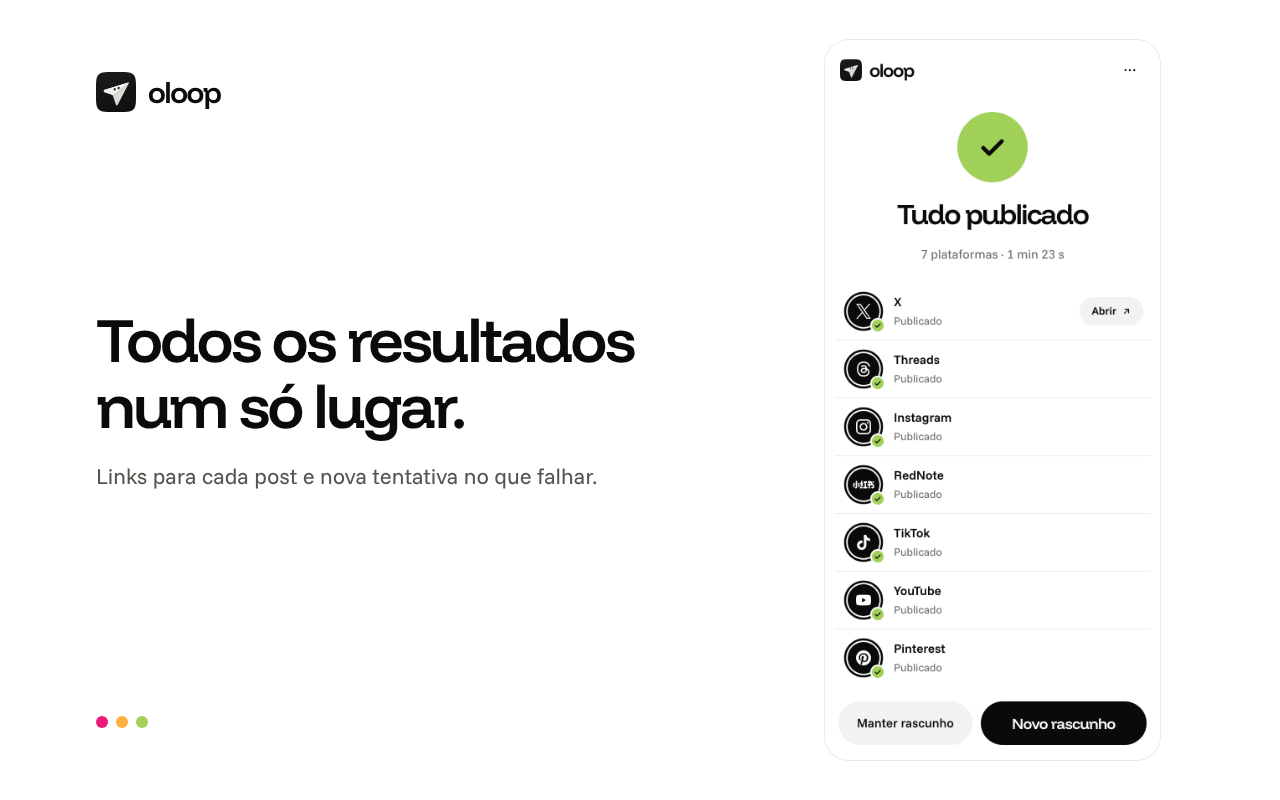 oloop
Todos os resultados
num só lugar.
Links para cada post e nova tentativa no que falhar.
oloop
Tudo publicado
7 plataformas · 1 min 23 s
X
Publicado
Abrir
Threads
Publicado
Instagram
Publicado
小红书
RedNote
Publicado
TikTok
Publicado
YouTube
Publicado
Pinterest
Publicado
Manter rascunho
Novo rascunho